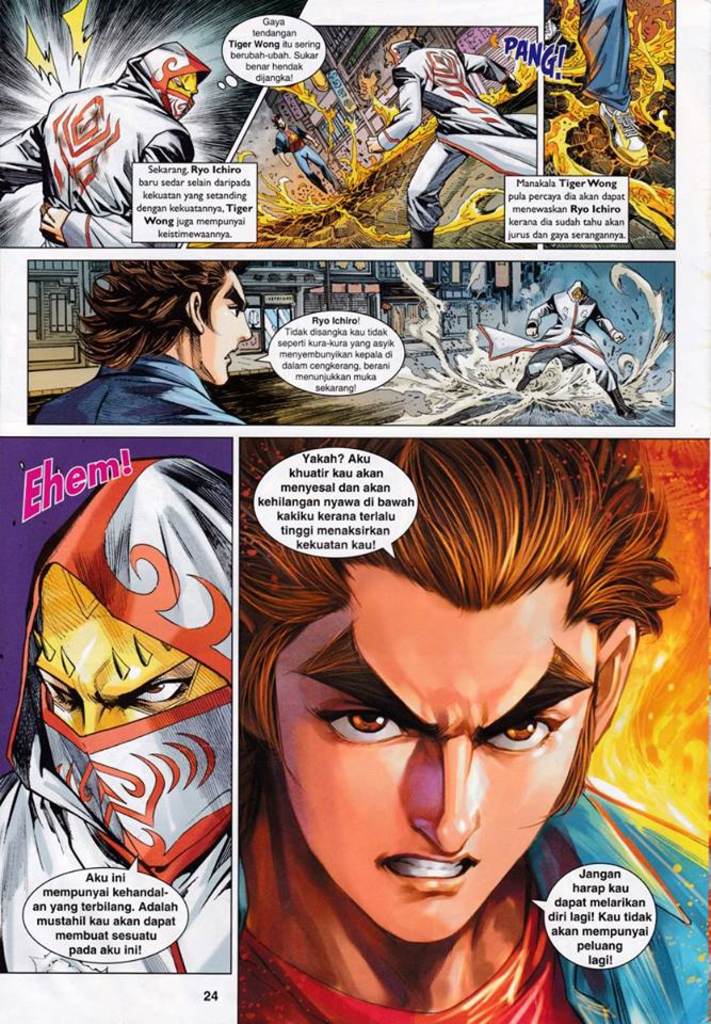 Gaya
tendangan
Tiger Wong itu sering
berubah-ubah. Sukar
benar hendak
dijangka!
PANG!
Sekarang, Ryo Ichiro
baru sedar selain daripada
kekuatan yang setanding
dengan kekuatannya, Tiger
Wong juga mempunyai
keistimewaannya.
Manakala Tiger Wong
pula percaya dia akan dapat
menewaskan Ryo Ichiro
kerana dia sudah tahu akan
jurus dan gaya serangannya.
Ryo Ichiro!
Tidak disangka kau tidak
seperti kura-kura yang asyik
menyembunyikan kepala di
dalam cengkerang, berani
menunjukkan muka
sekarang!
Ehem!
Aku ini
mempunyai kehandal-
an yang terbilang. Adalah
mustahil kau akan dapat
membuat sesuatu
pada aku ini!
Yakah? Aku
khuatir kau akan
menyesal dan akan
kehilangan nyawa di bawah
kakiku kerana terlalu
tinggi menaksirkan
kekuatan kau!
Jangan
harap kau
dapat melarikan
diri lagi! Kau tidak
akan mempunyai
peluang
lagi!
24